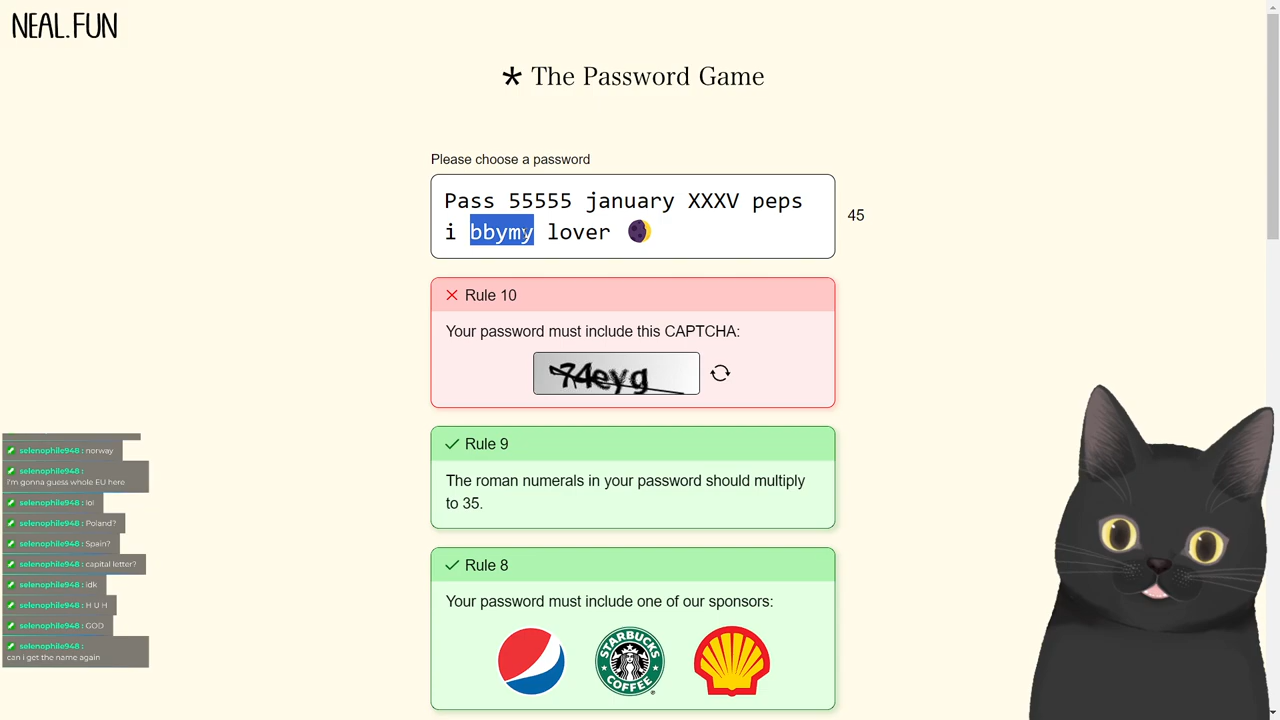 NEAL.FUN
* The Password Game
Please choose a password
Pass 55555 january XXXV peps
i bbymy lover 🌒
45
Rule 10
Your password must include this CAPTCHA:
74eyg
Rule 9
The roman numerals in your password should multiply
to 35.
Rule 8
Your password must include one of our sponsors:
STARBUCKS
COFFEE
selenophile948 : norway
selenophile948 :
i'm gonna guess whole EU here
selenophile948 : lol
selenophile948 : Poland?
selenophile948 : Spain?
selenophile948 : capital letter?
selenophile948 : idk
selenophile948 : H U H
selenophile948 : GOD
selenophile948 :
can i get the name again